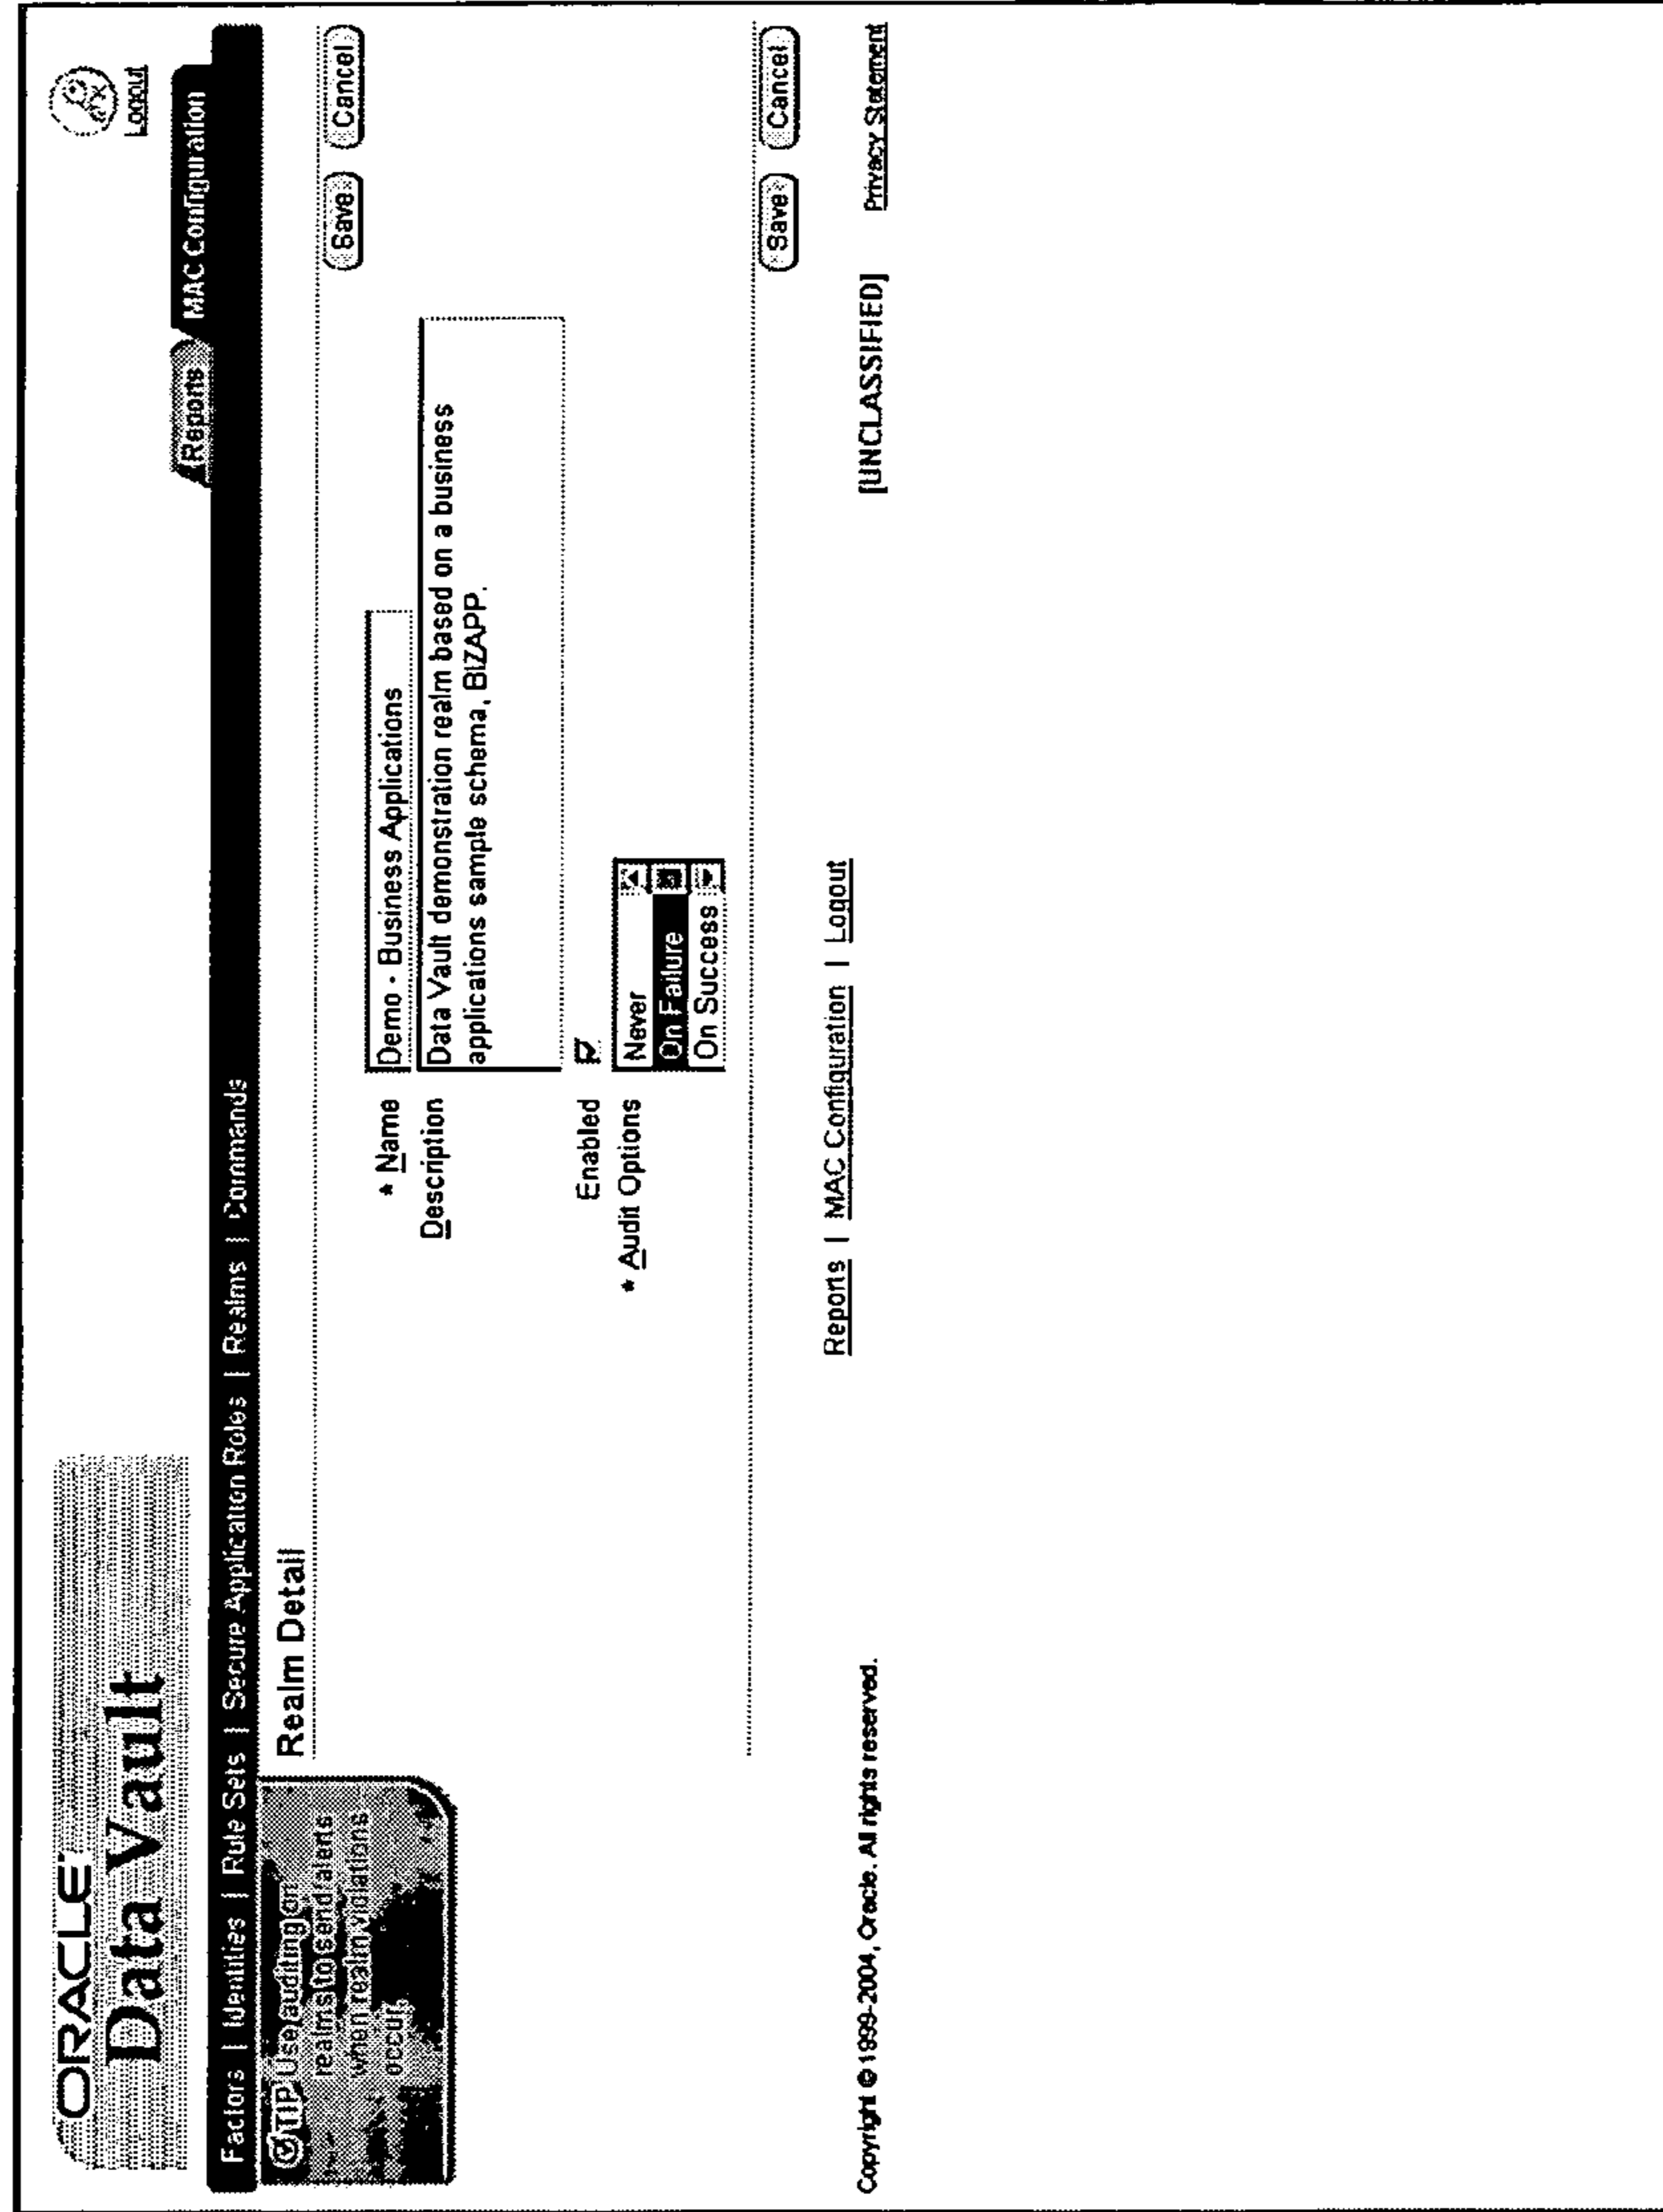 ORACLE
Data Vault
Logout
Reports
MAC Configuration
Factors | Identities | Rule Sets | Secure Application Roles | Realms | Commands
TIP Use auditing on
realms to send alerts
when realm violations
occur.
Realm Detail
Save Cancel
* Name Demo - Business Applications
Description Data Vault demonstration realm based on a business
applications sample schema, BIZAPP.
Enabled
* Audit Options Never
On Failure
On Success
Save Cancel
Reports | MAC Configuration | Logout
Copyright © 1999-2004, Oracle. All rights reserved. [UNCLASSIFIED] Privacy Statement